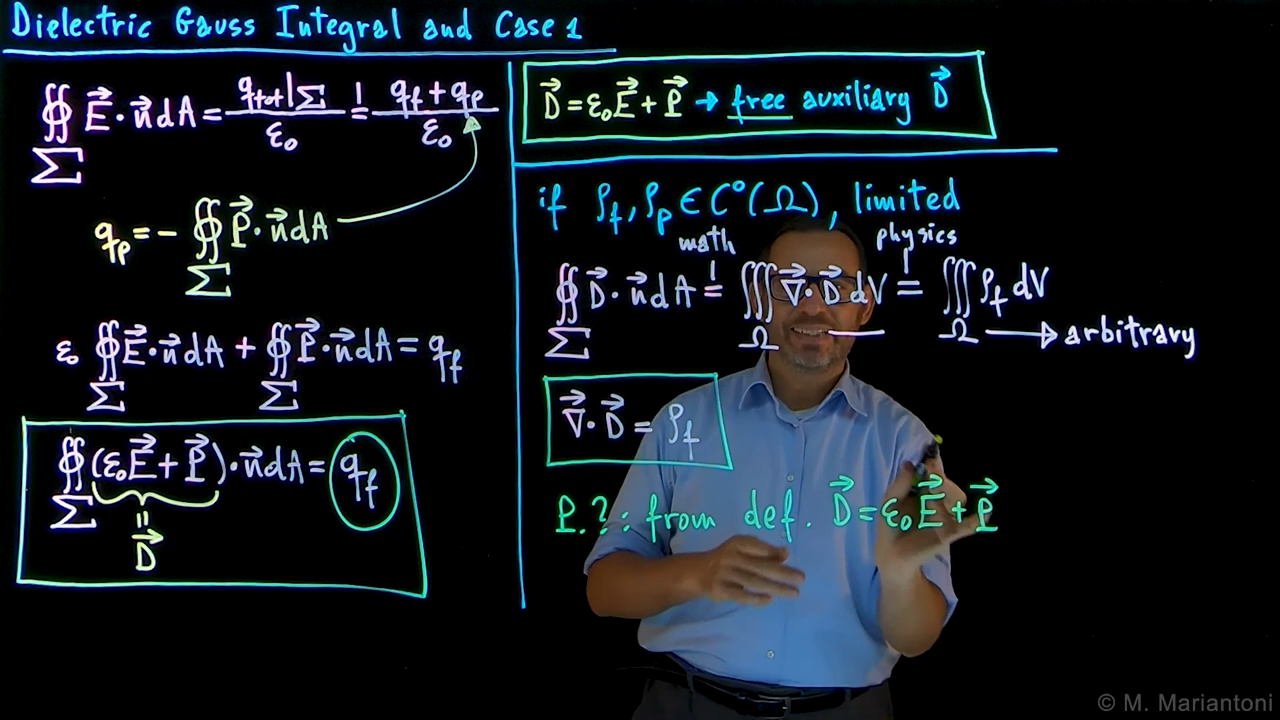 Dielectric Gauss Integral and Case 1
∯_Σ E⃗·n⃗dA = q_tot|Σ / ε₀ =! (q_f + q_p) / ε₀
q_p = - ∯_Σ P⃗·n⃗dA
ε₀ ∯_Σ E⃗·n⃗dA + ∯_Σ P⃗·n⃗dA = q_f
∯_Σ (ε₀E⃗ + P⃗)·n⃗dA = q_f
=
D⃗
D⃗ = ε₀E⃗ + P⃗ → free auxiliary D⃗
if ρ_f, ρ_p ∈ C⁰(Ω), limited
math physics
∯_Σ D⃗·n⃗dA =! ∭_Ω ∇⃗·D⃗ dV =! ∭_Ω ρ_f dV
→ arbitrary
∇⃗·D⃗ = ρ_f
P.?: from def. D⃗ = ε₀E⃗ + P⃗
© M. Mariantoni